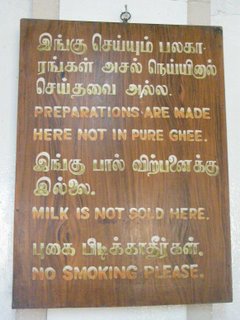 இங்கு செய்யும் பலகா-
ரங்கள் அசல் நெய்யினால்
செய்தவை அல்ல.
PREPARATIONS ARE MADE
HERE NOT IN PURE GHEE.
இங்கு பால் விற்பனைக்கு
இல்லை.
MILK IS NOT SOLD HERE.
புகை பிடிக்காதீர்கள்.
NO SMOKING PLEASE.